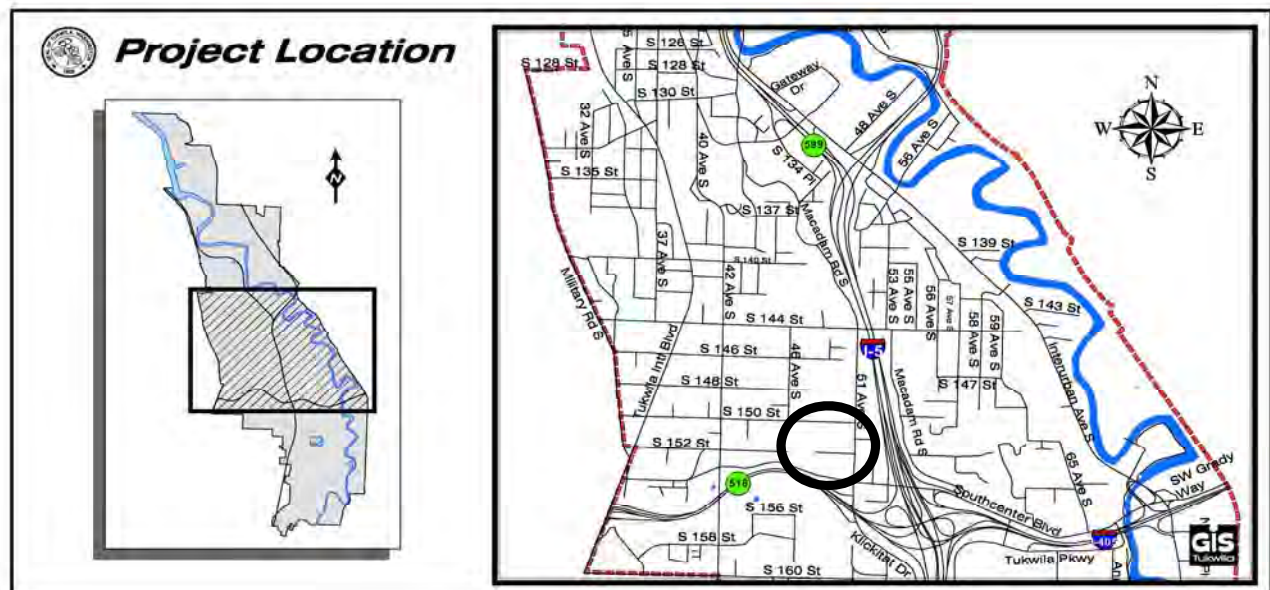 Project Location
N
N
W
E
S
S 126 St
S 128 St
S 128 St
S 130 St
Gateway
Dr
48 Ave S
56 Ave S
32 Ave S
40 Ave S
599
S 134 Pl
S 135 St
S 137 St
Macadam Rd S
37 Ave S
S 140 St
S 139 St
42 Ave S
53 Ave S
55 Ave S
56 Ave S
57 Ave S
58 Ave S
59 Ave S
S 143 St
Military Rd S
S 144 St
Tukwila Intl Blvd
S 146 St
46 Ave S
I-5
Interurban Ave S
S 147 St
S 148 St
Macadam Rd S
51 Ave S
S 150 St
S 152 St
65 Ave S
SW Grady
Way
518
Southcenter Blvd
S 156 St
S 158 St
Klickitat Dr
I-405
Tukwila Pkwy
S 160 St
GIS
Tukwila